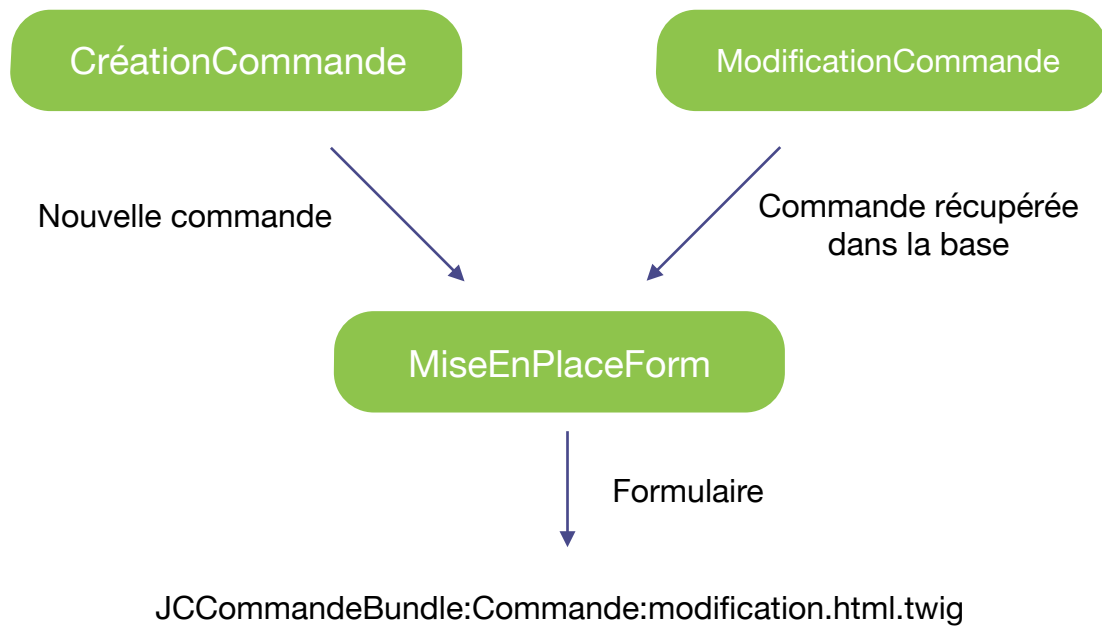 CréationCommande
ModificationCommande
Nouvelle commande
Commande récupérée
dans la base
MiseEnPlaceForm
Formulaire
JCCommandeBundle:Commande:modification.html.twig